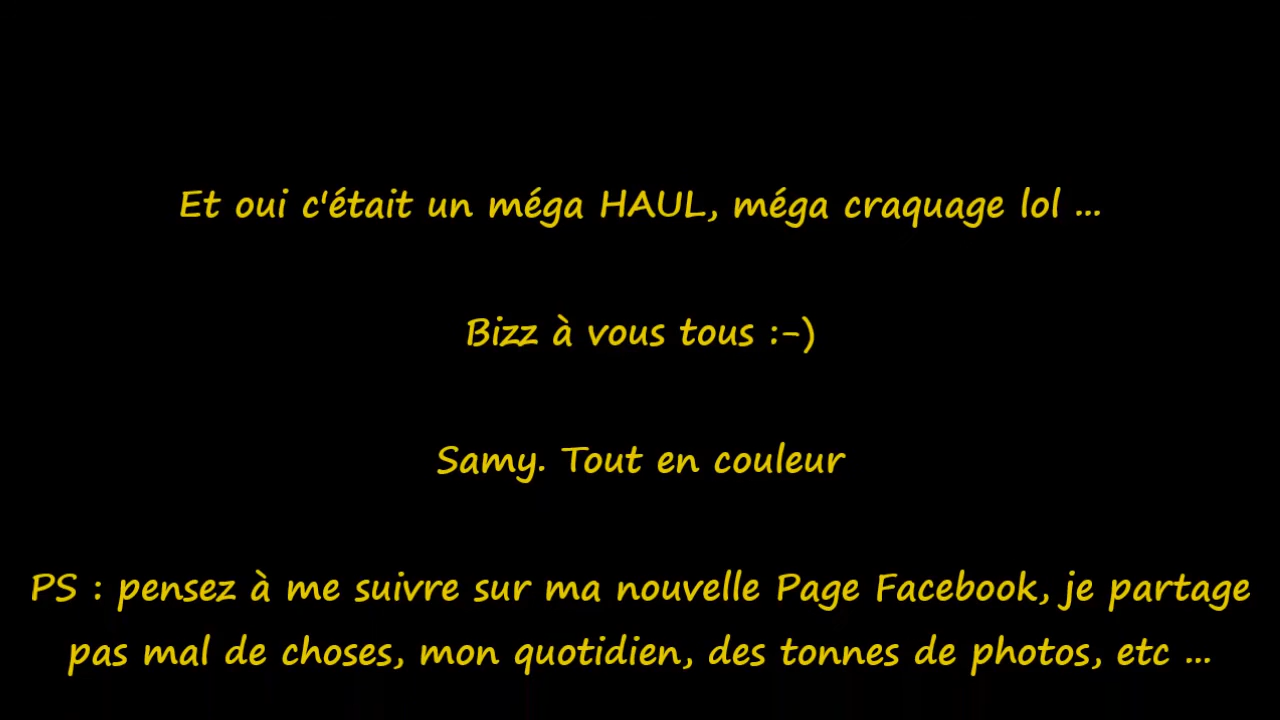 Et oui c'était un méga HAUL, méga craquage lol ...
Bizz à vous tous :-)
Samy. Tout en couleur
PS : pensez à me suivre sur ma nouvelle Page Facebook, je partage
pas mal de choses, mon quotidien, des tonnes de photos, etc ...